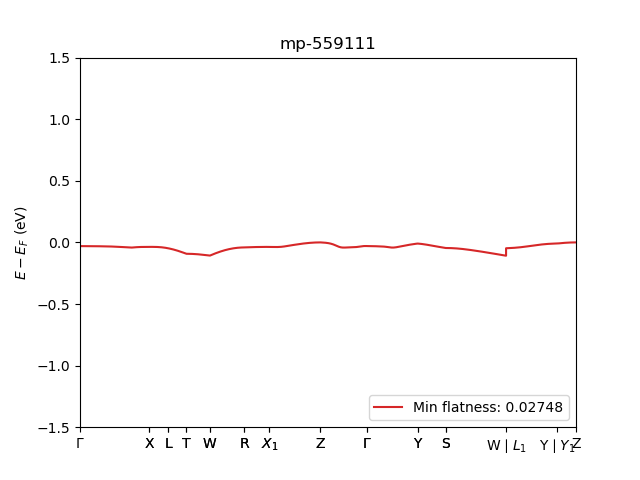 mp-559111
E − E_F (eV)
1.5
1.0
0.5
0.0
−0.5
−1.0
−1.5
Min flatness: 0.02748
Γ X L T W R X_1 Z Γ Y S W | L_1 Y | Y_1 Z